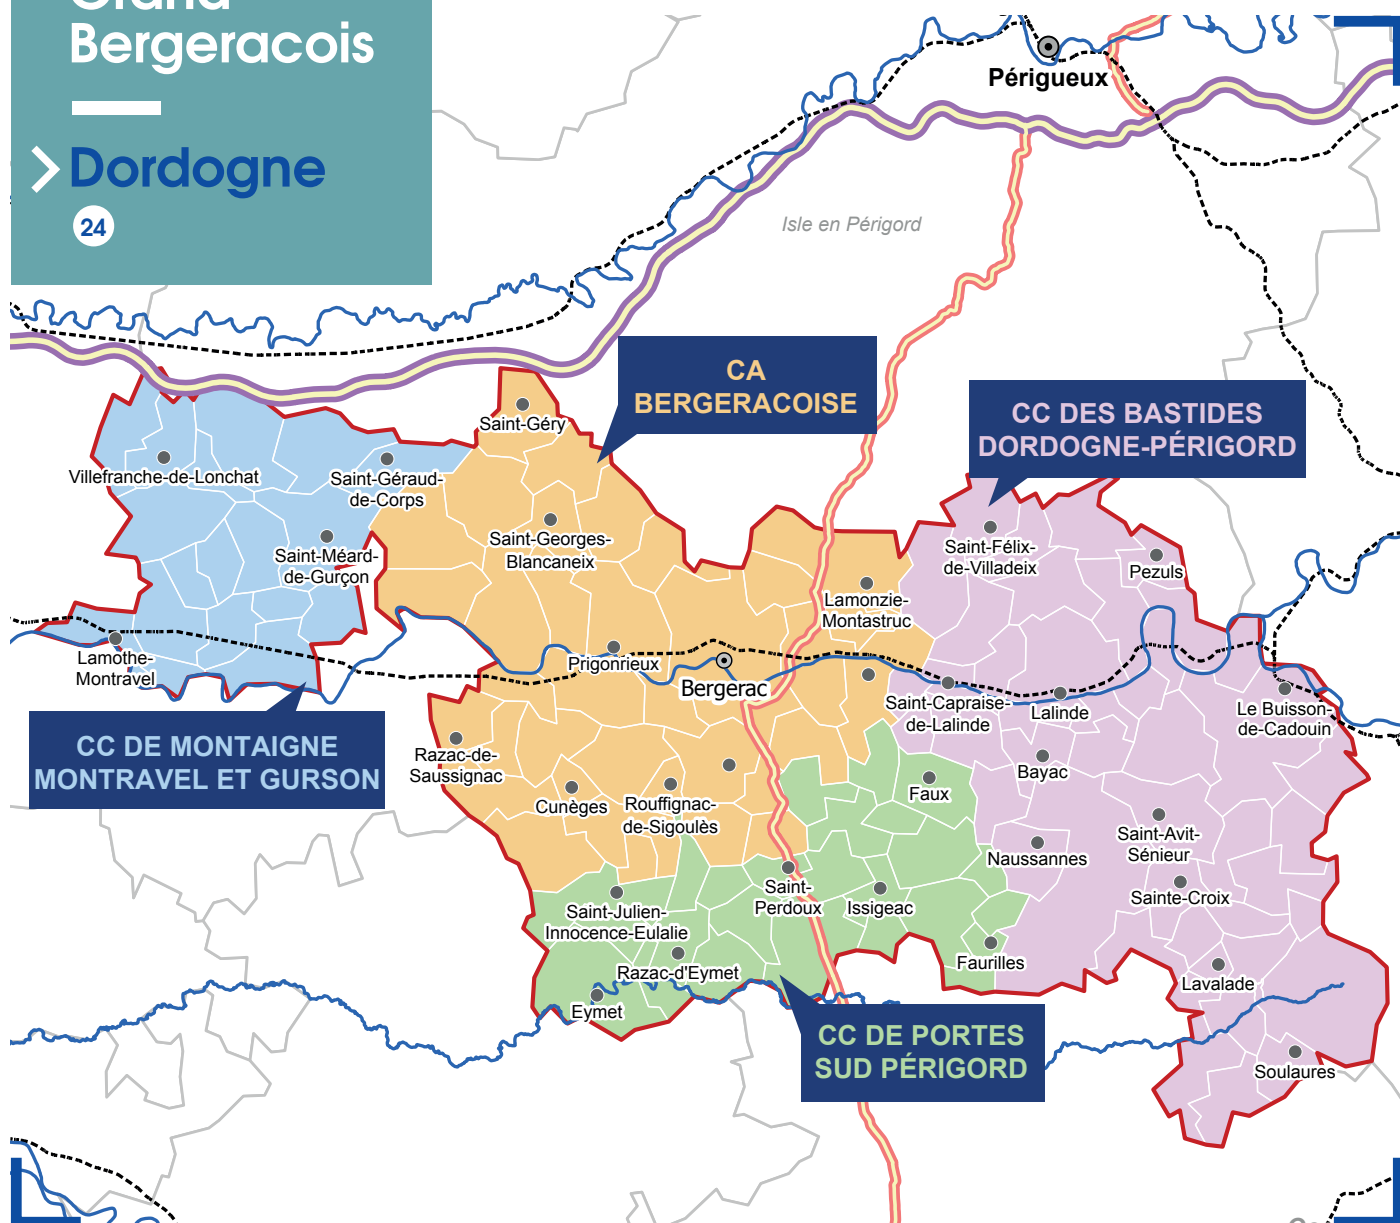 Grand
Bergeracois
Dordogne
24
Périgueux
Isle en Périgord
CA
BERGERACOISE
CC DES BASTIDES
DORDOGNE-PÉRIGORD
Saint-Géry
Villefranche-de-Lonchat
Saint-Géraud-
de-Corps
Saint-Georges-
Blancaneix
Saint-Méard-
de-Gurçon
Saint-Félix-
de-Villadeix
Pezuls
Lamonzie-
Montastruc
Lamothe-
Montravel
Prigonrieux
Bergerac
Saint-Capraise-
de-Lalinde
Lalinde
Le Buisson-
de-Cadouin
CC DE MONTAIGNE
MONTRAVEL ET GURSON
Razac-de-
Saussignac
Cunèges
Rouffignac-
de-Sigoulès
Faux
Bayac
Saint-Avit-
Sénieur
Naussannes
Sainte-Croix
Saint-
Perdoux
Issigeac
Saint-Julien-
Innocence-Eulalie
Razac-d'Eymet
Eymet
Faurilles
Lavalade
CC DE PORTES
SUD PÉRIGORD
Soulaures